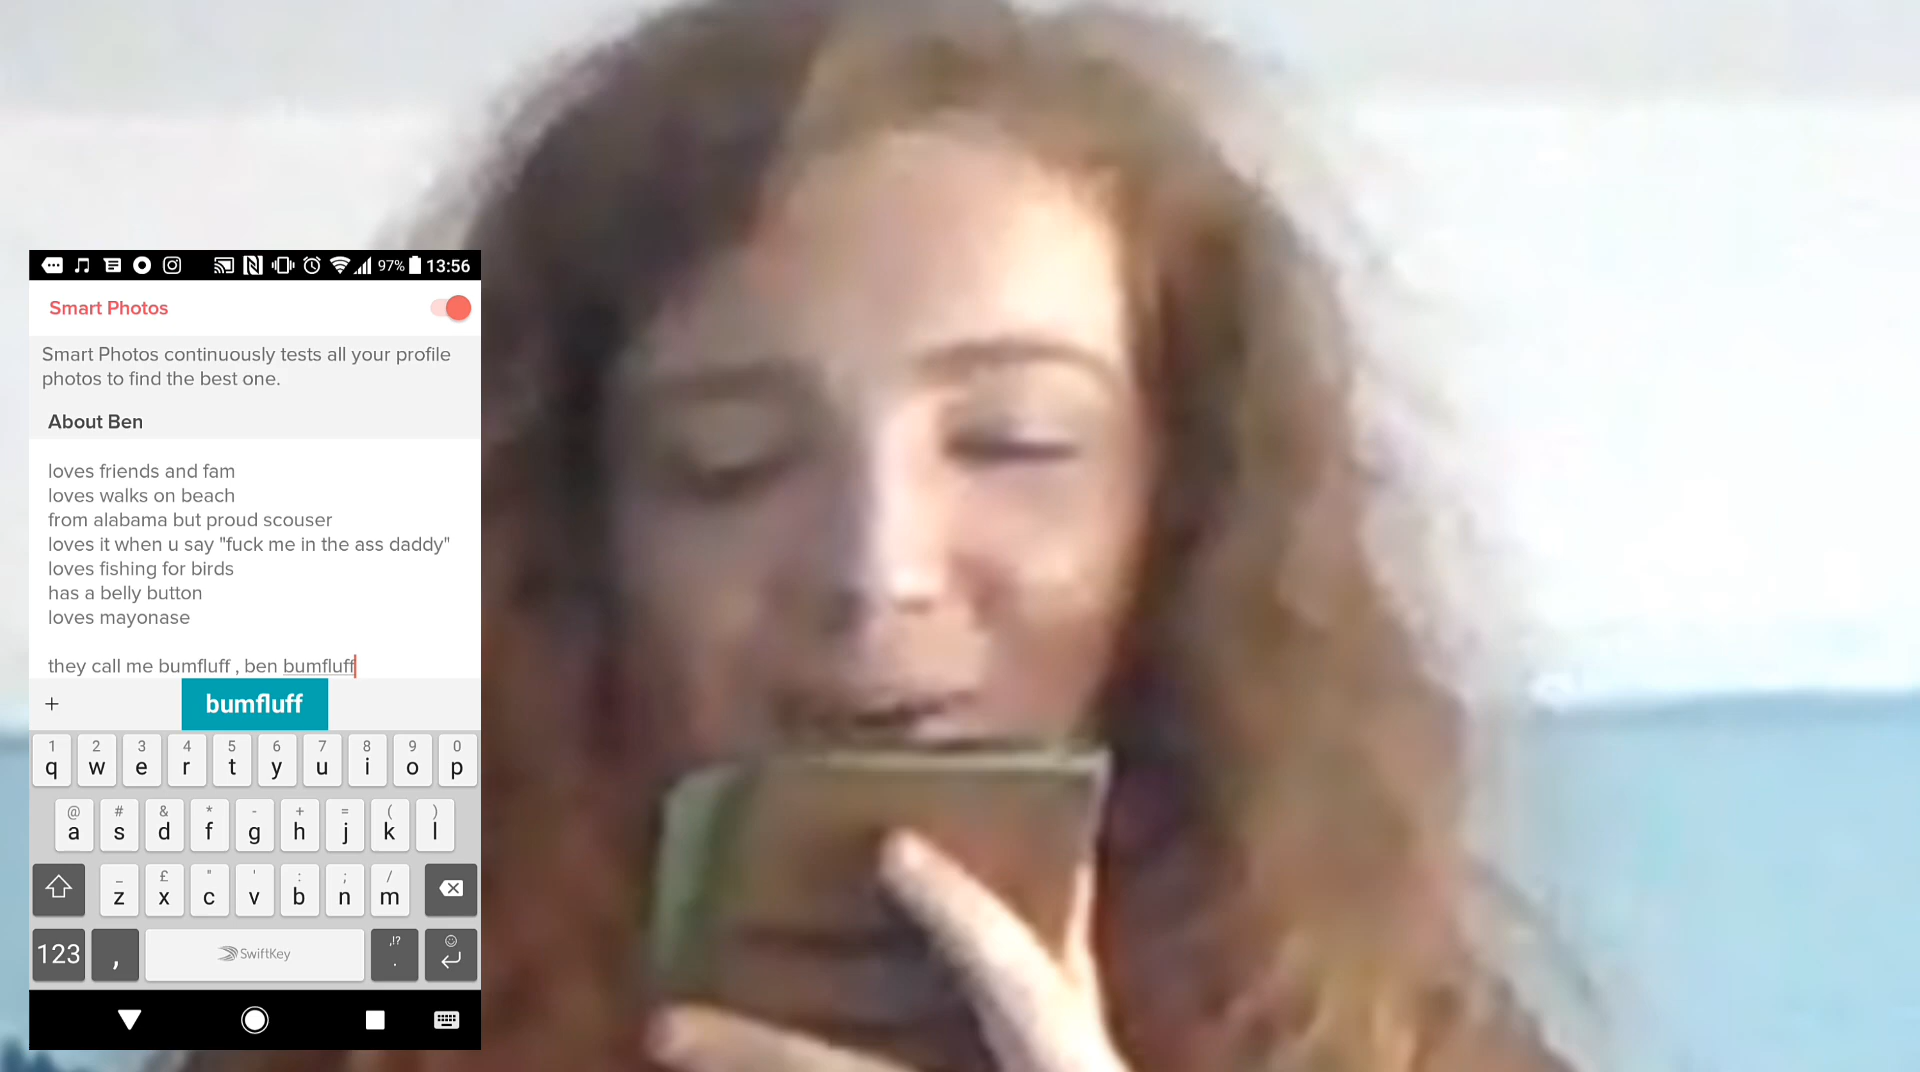 97% 13:56
Smart Photos
Smart Photos continuously tests all your profile
photos to find the best one.
About Ben
loves friends and fam
loves walks on beach
from alabama but proud scouser
loves it when u say "fuck me in the ass daddy"
loves fishing for birds
has a belly button
loves mayonase
they call me bumfluff , ben bumfluff
+ bumfluff
1 2 3 4 5 6 7 8 9 0
q w e r t y u i o p
@ # & * - + = ( )
a s d f g h j k l
_ £ " ' : ; /
z x c v b n m
,!?
123 , SwiftKey .